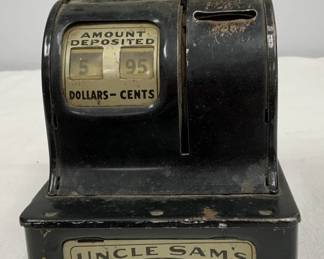 AMOUNT
DEPOSITED
5 95
DOLLARS–CENTS
UNCLE SAM'S